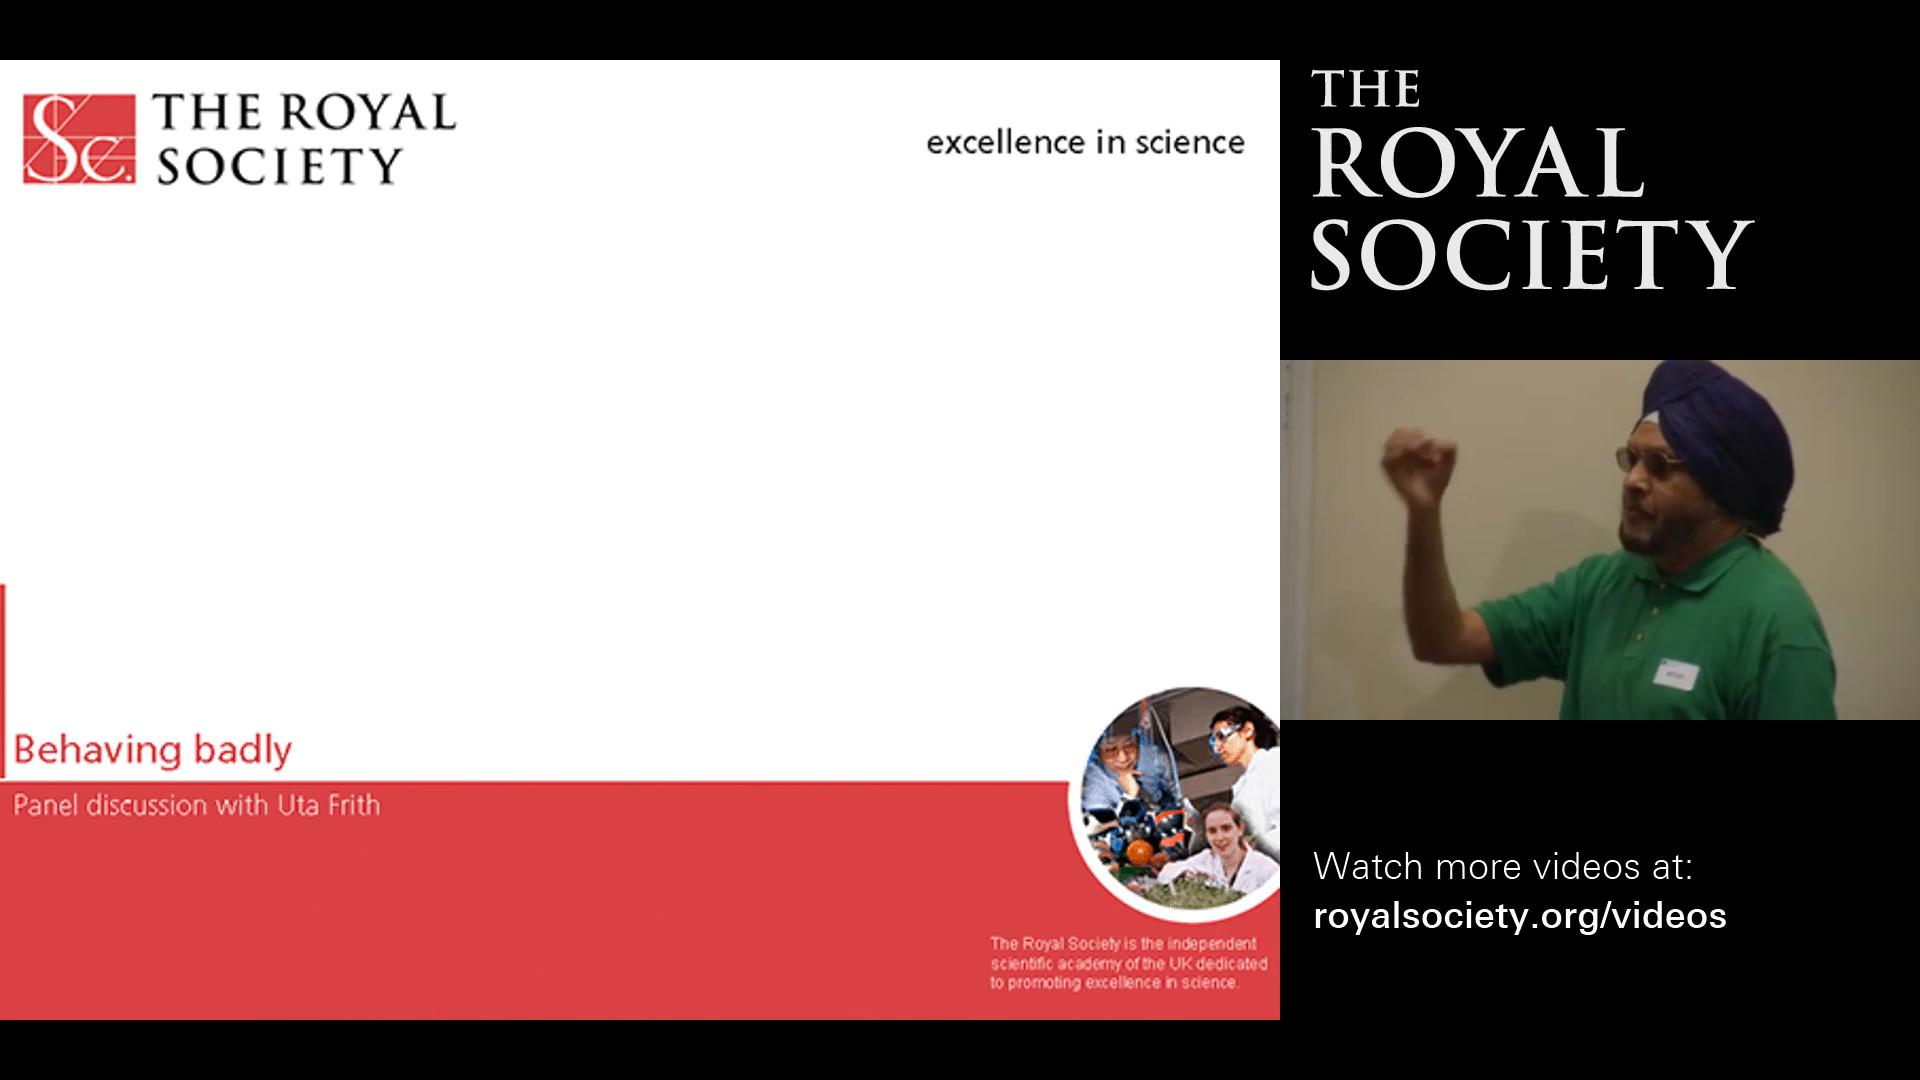 Sc.
THE ROYAL
SOCIETY
excellence in science
Behaving badly
Panel discussion with Uta Frith
The Royal Society is the independent
scientific academy of the UK dedicated
to promoting excellence in science.
THE
ROYAL
SOCIETY
Watch more videos at:
royalsociety.org/videos